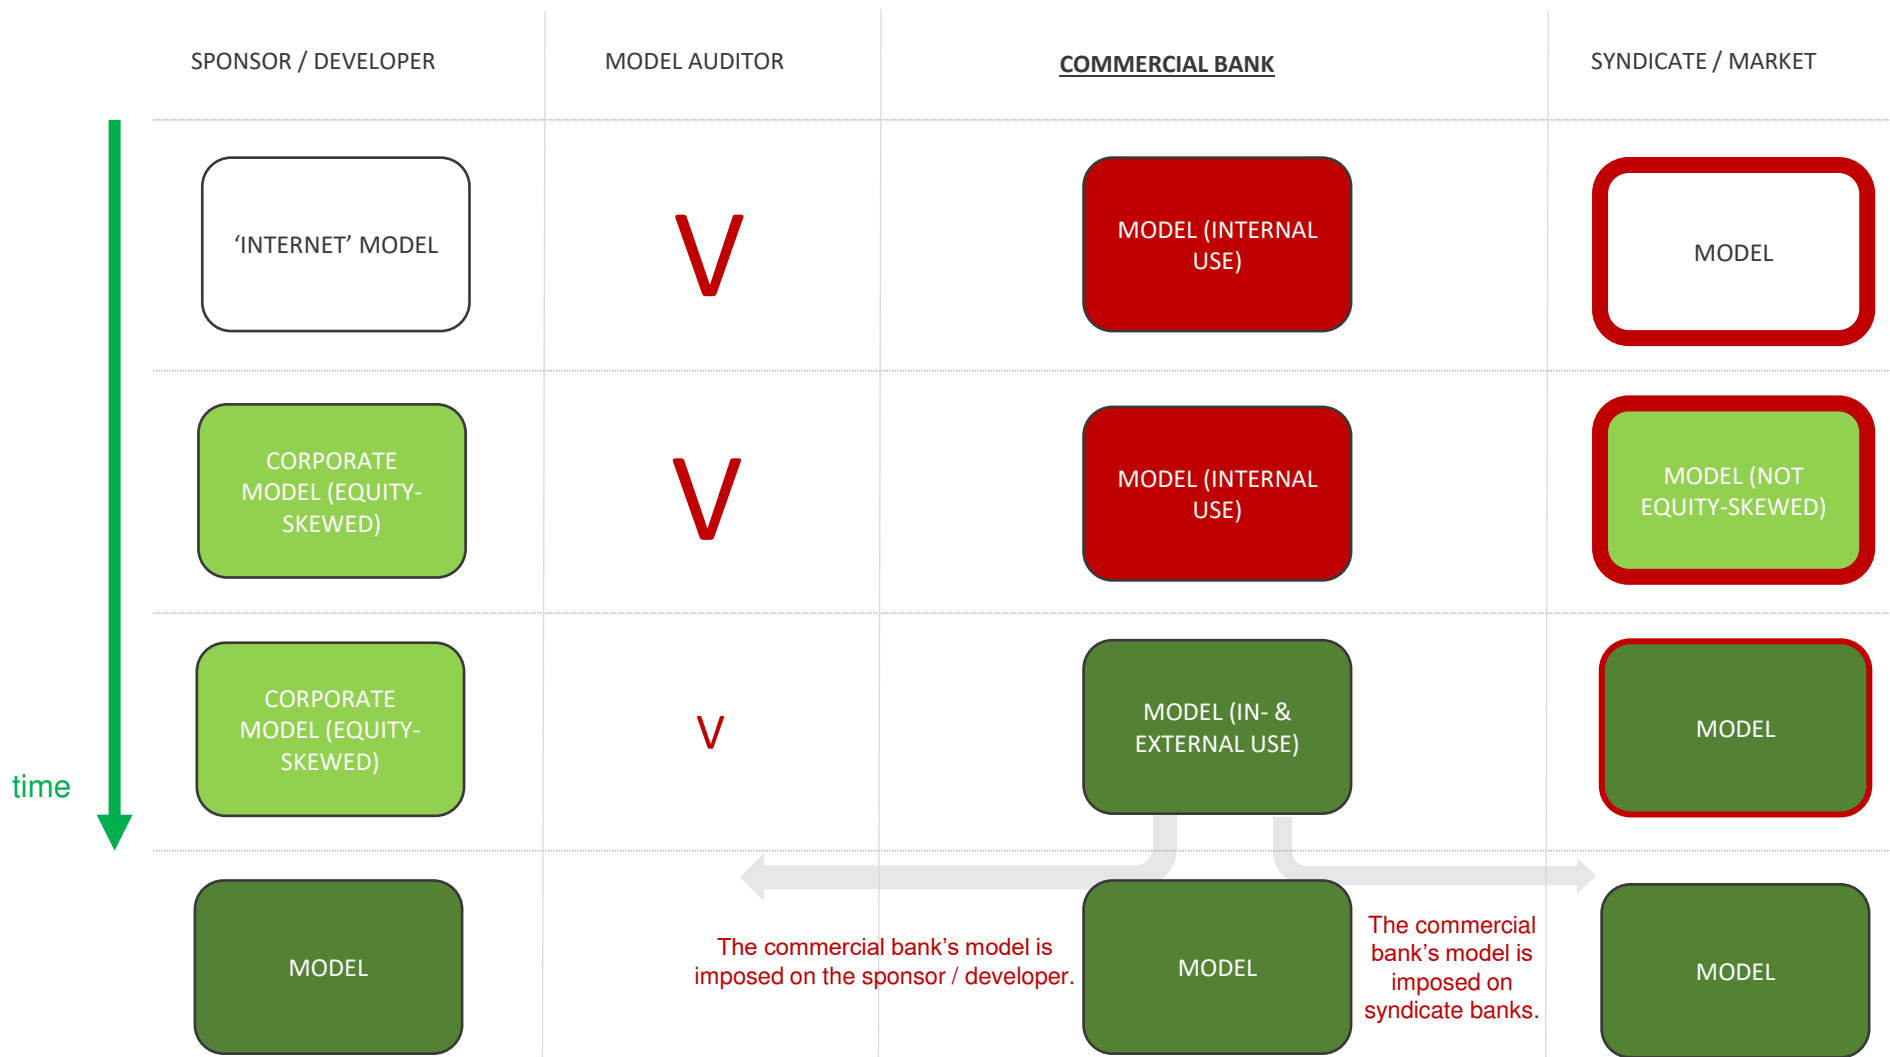 SPONSOR / DEVELOPER
MODEL AUDITOR
COMMERCIAL BANK
SYNDICATE / MARKET
‘INTERNET’ MODEL
V
MODEL (INTERNAL
USE)
MODEL
CORPORATE
MODEL (EQUITY-
SKEWED)
V
MODEL (INTERNAL
USE)
MODEL (NOT
EQUITY-SKEWED)
CORPORATE
MODEL (EQUITY-
SKEWED)
V
MODEL (IN- &
EXTERNAL USE)
MODEL
time
MODEL
The commercial bank’s model is
imposed on the sponsor / developer.
MODEL
The commercial
bank’s model is
imposed on
syndicate banks.
MODEL